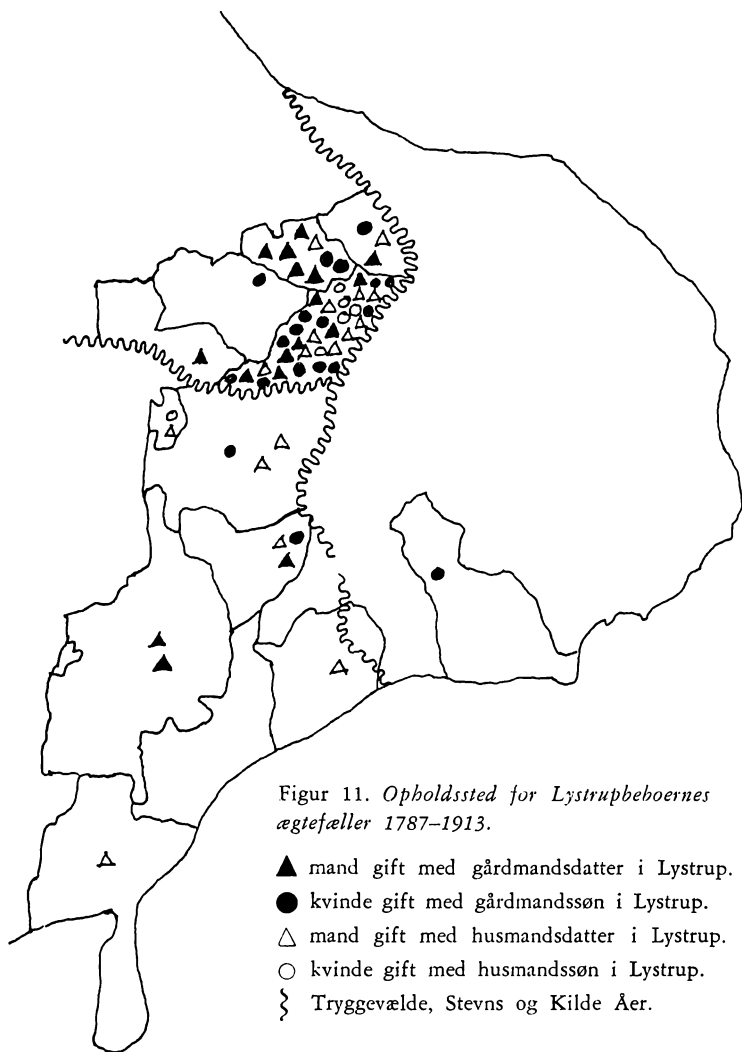 Figur 11. Opholdssted for Lystrupbeboernes
ægtefæller 1787–1913.
mand gift med gårdmandsdatter i Lystrup.
kvinde gift med gårdmandssøn i Lystrup.
mand gift med husmandsdatter i Lystrup.
kvinde gift med husmandssøn i Lystrup.
Tryggevælde, Stevns og Kilde Åer.